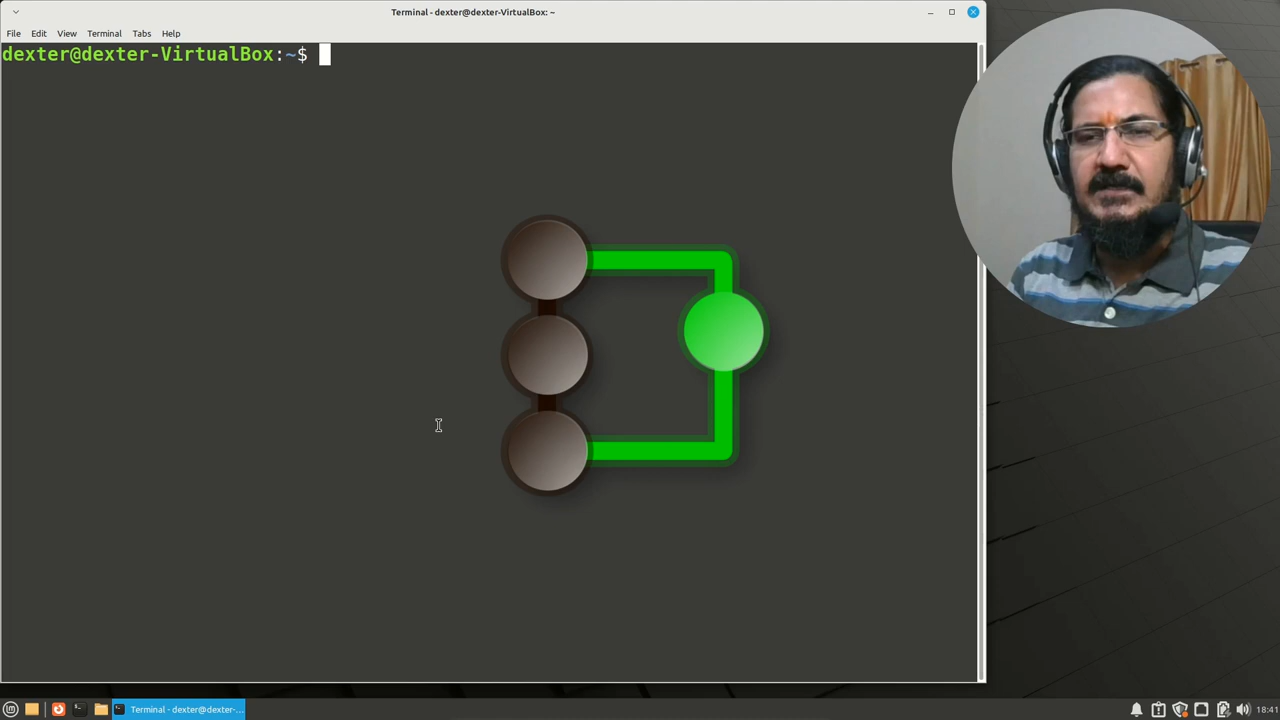 Terminal - dexter@dexter-VirtualBox: ~
File Edit View Terminal Tabs Help
dexter@dexter-VirtualBox:~$
Terminal - dexter@dexter-...
18:41